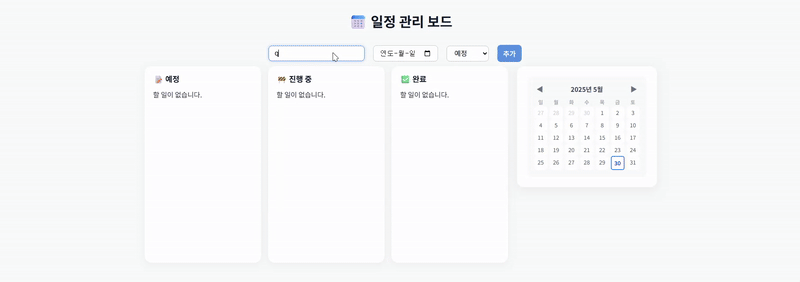 일정 관리 보드
q
연도-월-일
예정
추가
예정
할 일이 없습니다.
진행 중
할 일이 없습니다.
완료
할 일이 없습니다.
◀ 2025년 5월 ▶
일 월 화 수 목 금 토
27 28 29 30 1 2 3
4 5 6 7 8 9 10
11 12 13 14 15 16 17
18 19 20 21 22 23 24
25 26 27 28 29 30 31